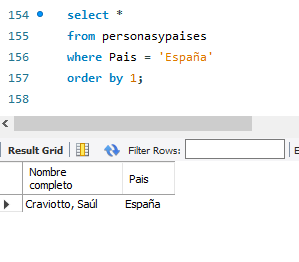 154 select *
155 from personasypaises
156 where Pais = 'España'
157 order by 1;
158
Result Grid Filter Rows: E
Nombre Pais
completo
Craviotto, Saúl España